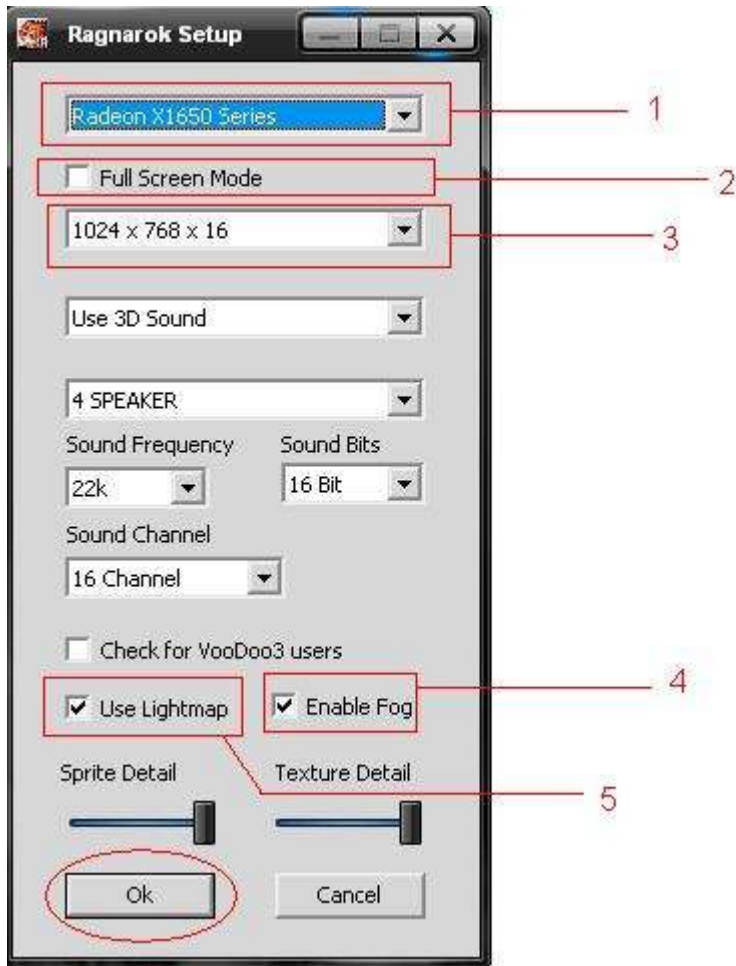 Ragnarok Setup
Radeon X1650 Series
1
Full Screen Mode
2
1024 x 768 x 16
3
Use 3D Sound
4 SPEAKER
Sound Frequency Sound Bits
22k 16 Bit
Sound Channel
16 Channel
Check for VooDoo3 users
Use Lightmap Enable Fog
4
Sprite Detail Texture Detail
5
Ok Cancel